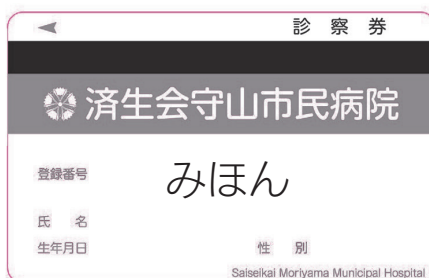 診察券
済生会守山市民病院
登録番号 みほん
氏 名
生年月日 性 別
Saiseikai Moriyama Municipal Hospital